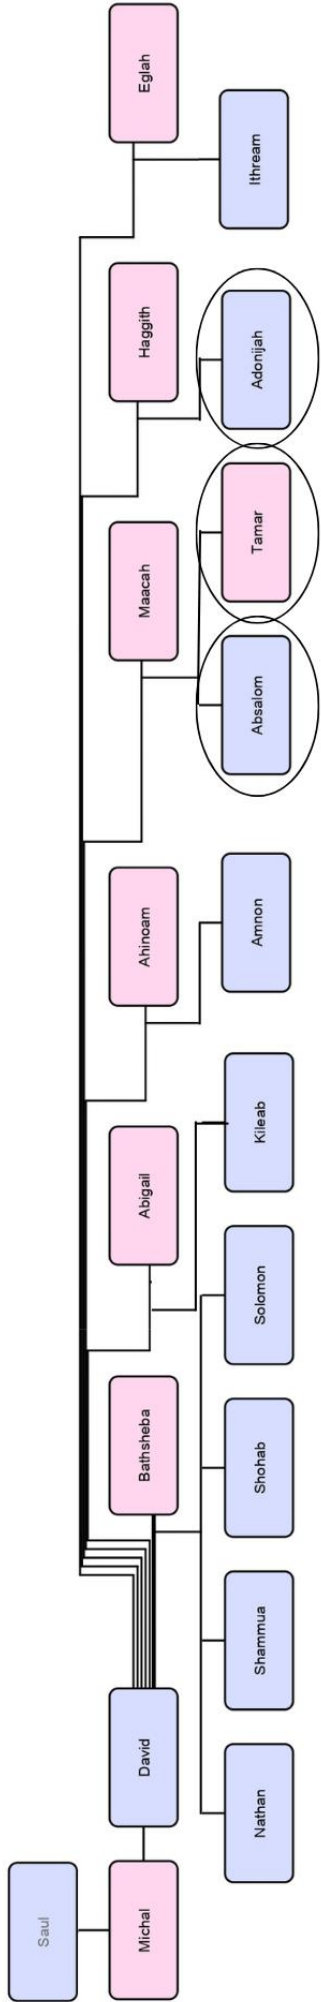 Saul
Michal
David
Bathsheba
Abigail
Ahinoam
Maacah
Haggith
Eglah
Nathan
Shammua
Shohab
Solomon
Kileab
Amnon
Absalom
Tamar
Adonijah
Ithream